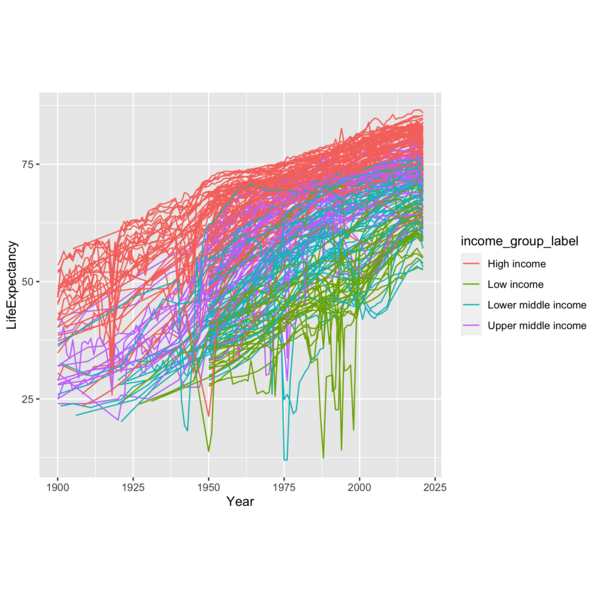 75
50
25
1900
1925
1950
1975
2000
2025
Year
LifeExpectancy
income_group_label
High income
Low income
Lower middle income
Upper middle income